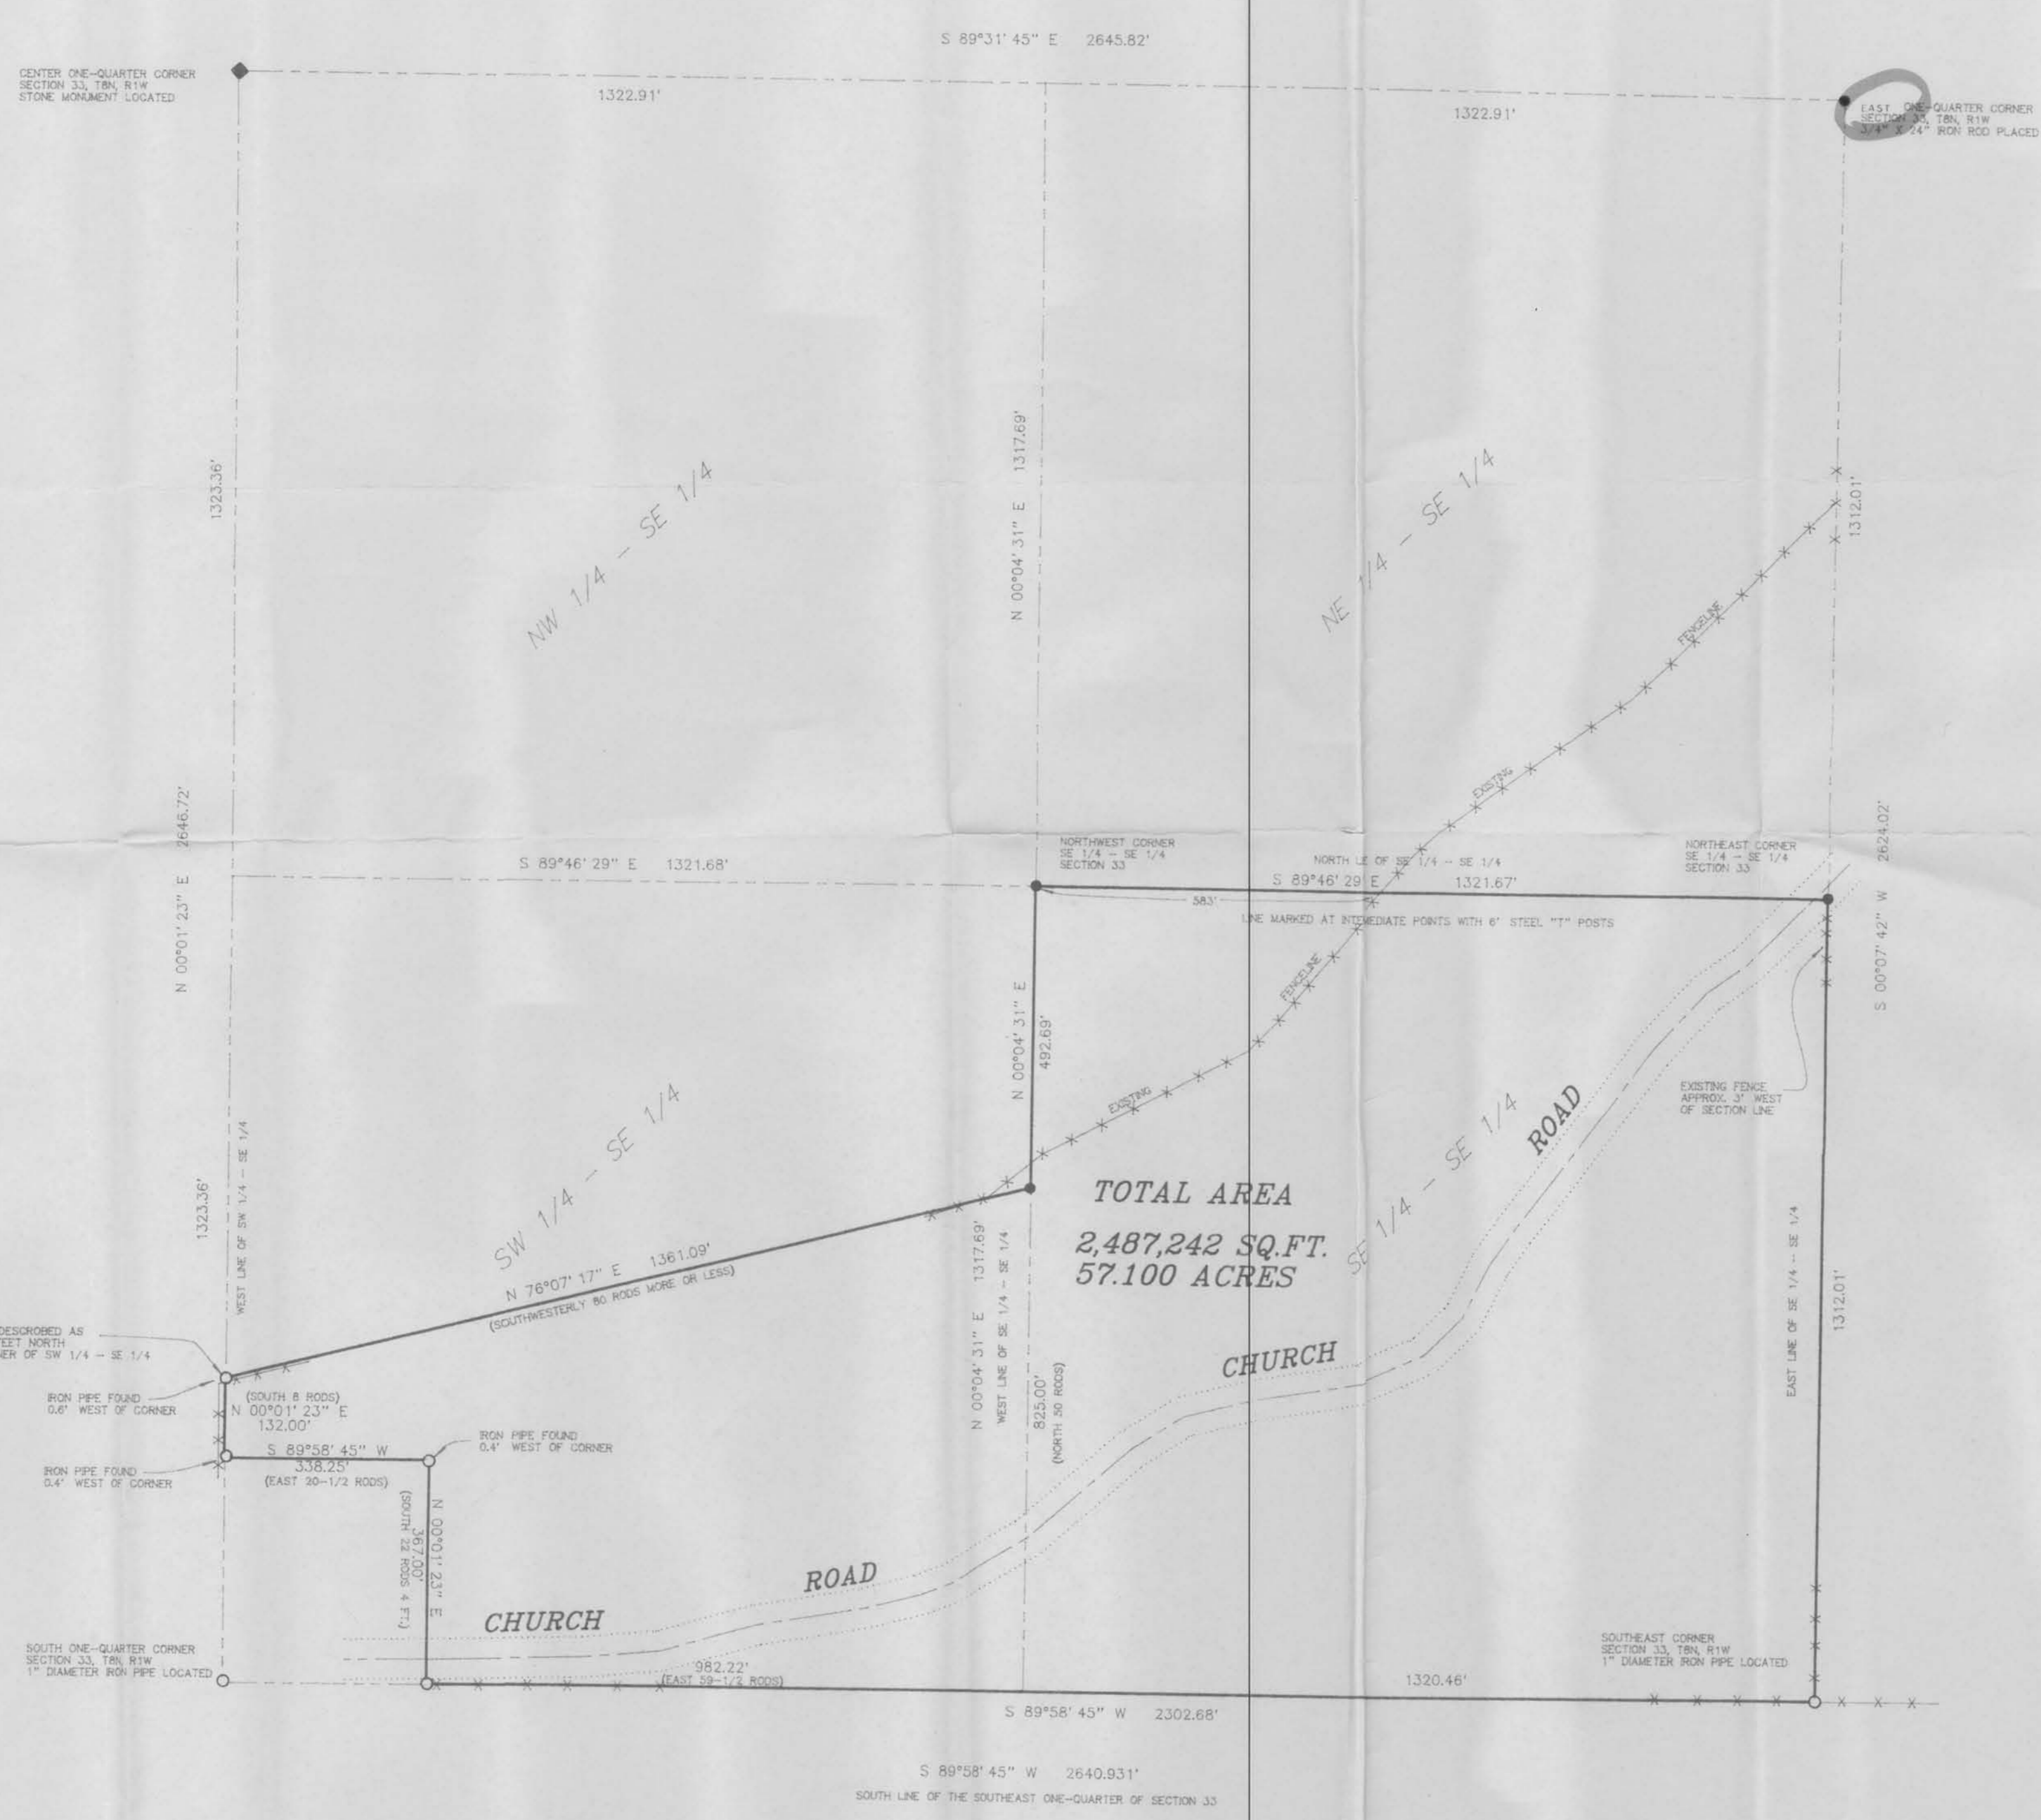 S 89°31' 45" E 2645.82'
CENTER ONE-QUARTER CORNER
SECTION 33, T8N, R1W
STONE MONUMENT LOCATED
1322.91'
1322.91'
EAST ONE-QUARTER CORNER
SECTION 33, T8N, R1W
3/4" X 24" IRON ROD PLACED
1323.36'
NW 1/4 - SE 1/4
N 00°04' 31" E 1317.69'
NE 1/4 - SE 1/4
1312.01'
FENCELINE
EXISTING
N 00°01' 23" E 2646.72'
S 89°46' 29" E 1321.68'
NORTHWEST CORNER
SE 1/4 - SE 1/4
SECTION 33
NORTH OF SE 1/4 - SE 1/4
S 89°46' 29 E 1321.67'
NORTHEAST CORNER
SE 1/4 - SE 1/4
SECTION 33
S 00°07' 42" W 2624.02'
583'
LINE MARKED AT INTEMEDIATE POINTS WITH 6' STEEL "T" POSTS
FENCELINE
N 00°04' 31" E
492.69'
EXISTING
EXISTING FENCE
APPROX. 3' WEST
OF SECTION LINE
1323.36'
WEST LINE OF SW 1/4 - SE 1/4
SW 1/4 - SE 1/4
SE 1/4 - SE 1/4
ROAD
TOTAL AREA
2,487,242 SQ.FT.
57.100 ACRES
N 76°07' 17" E 1361.09'
(SOUTHWESTERLY 80 RODS MORE OR LESS)
N 00°04' 31" E 1317.69'
WEST LINE OF SE 1/4 - SE 1/4
825.00'
(NORTH 50 RODS)
CHURCH
EAST LINE OF SE 1/4 - SE 1/4
1312.01'
DESCROBED AS
EET NORTH
ER OF SW 1/4 - SE 1/4
IRON PIPE FOUND
0.6' WEST OF CORNER
(SOUTH 8 RODS)
N 00°01' 23" E
132.00'
S 89°58' 45" W
338.25'
(EAST 20-1/2 RODS)
IRON PIPE FOUND
0.4' WEST OF CORNER
IRON PIPE FOUND
0.4' WEST OF CORNER
N 00°01' 23" E
367.00'
(SOUTH 22 RODS 4 FT.)
CHURCH
ROAD
SOUTH ONE-QUARTER CORNER
SECTION 33, T8N, R1W
1" DIAMETER IRON PIPE LOCATED
982.22'
(EAST 59-1/2 RODS)
SOUTHEAST CORNER
SECTION 33, T8N, R1W
1" DIAMETER IRON PIPE LOCATED
1320.46'
S 89°58' 45" W 2302.68'
S 89°58' 45" W 2640.931'
SOUTH LINE OF THE SOUTHEAST ONE-QUARTER OF SECTION 33